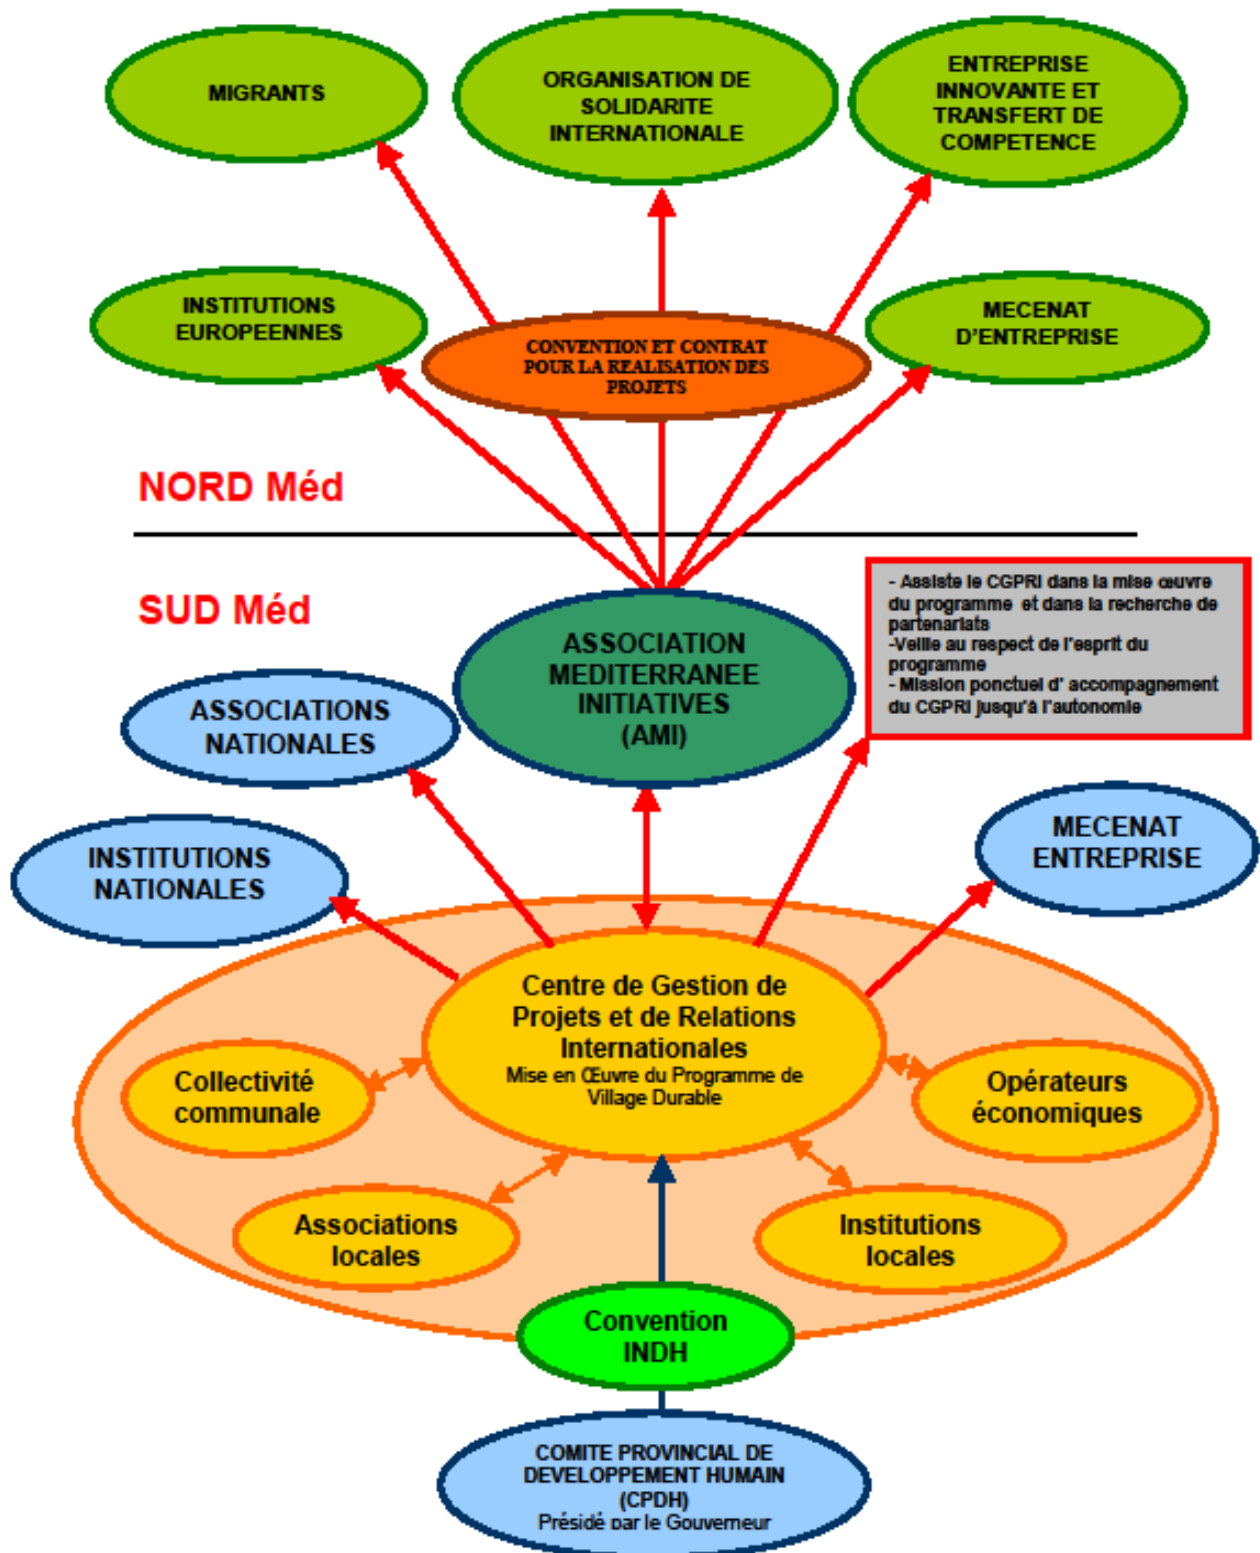 MIGRANTS
ORGANISATION DE
SOLIDARITE
INTERNATIONALE
ENTREPRISE
INNOVANTE ET
TRANSFERT DE
COMPETENCE
INSTITUTIONS
EUROPEENNES
CONVENTION ET CONTRAT
POUR LA REALISATION DES
PROJETS
MECENAT
D'ENTREPRISE
NORD Méd
SUD Méd
- Assiste le CGPRI dans la mise œuvre
du programme et dans la recherche de
partenariats
-Veille au respect de l'esprit du
programme
- Mission ponctuel d' accompagnement
du CGPRI jusqu'à l'autonomie
ASSOCIATION
MEDITERRANEE
INITIATIVES
(AMI)
ASSOCIATIONS
NATIONALES
INSTITUTIONS
NATIONALES
MECENAT
ENTREPRISE
Centre de Gestion de
Projets et de Relations
Internationales
Mise en Œuvre du Programme de
Village Durable
Collectivité
communale
Opérateurs
économiques
Associations
locales
Institutions
locales
Convention
INDH
COMITE PROVINCIAL DE
DEVELOPPEMENT HUMAIN
(CPDH)
Présidé par le Gouverneur